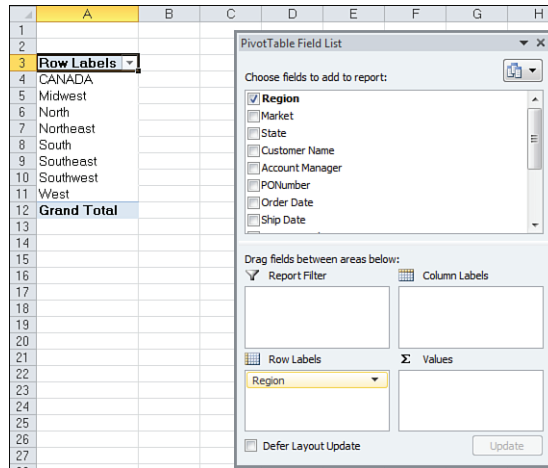 A B C D E F G H
1
2
3 Row Labels
4 CANADA
5 Midwest
6 North
7 Northeast
8 South
9 Southeast
10 Southwest
11 West
12 Grand Total
13
14
15
16
17
18
19
20
21
22
23
24
25
26
27
PivotTable Field List
Choose fields to add to report:
Region
Market
State
Customer Name
Account Manager
PONumber
Order Date
Ship Date
Drag fields between areas below:
Report Filter
Column Labels
Row Labels
Σ Values
Region
Defer Layout Update
Update